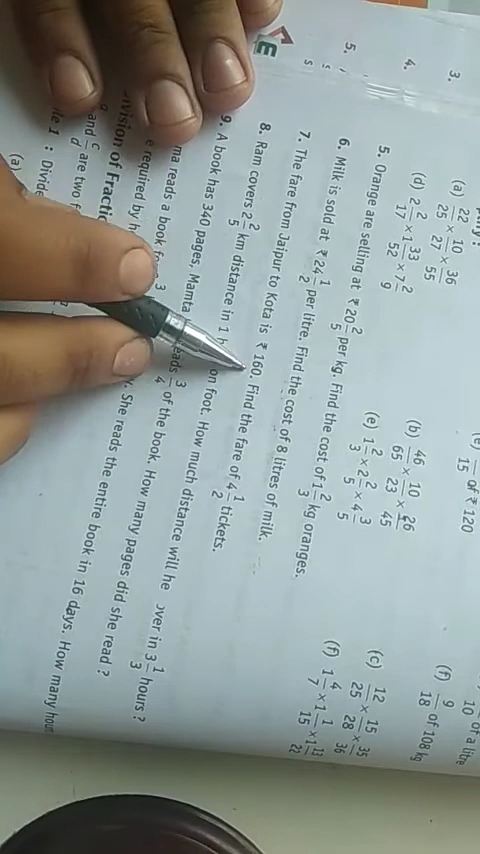 3.
10 of a litre
15 of ₹ 120
(f) 9/18 of 108 kg
4.
(a) 22/25 × 10/27 × 36/55
(b) 46/65 × 10/23 × 26/45
(c) 12/25 × 15/28 × 35/36
(d) 2 2/17 × 1 33/52 × 7 2/9
(e) 1 2/3 × 2 2/5 × 4 3/5
(f) 1 4/7 × 1 1/15 × 1 13/22
5.
5. Orange are selling at ₹ 20 2/5 per kg. Find the cost of 1 2/3 kg oranges.
6. Milk is sold at ₹ 24 1/2 per litre. Find the cost of 8 litres of milk.
7. The fare from Jaipur to Kota is ₹ 160. Find the fare of 4 1/2 tickets.
8. Ram covers 2 2/5 km distance in 1 on foot. How much distance will he over in 3 1/3 hours ?
9. A book has 340 pages, Mamta reads 3/4 of the book. How many pages did she read ?
ma reads a book 3 She reads the entire book in 16 days. How many hour
e required by h
vision of Fracti
and c/d are two f
le 1 : Divide
(a)